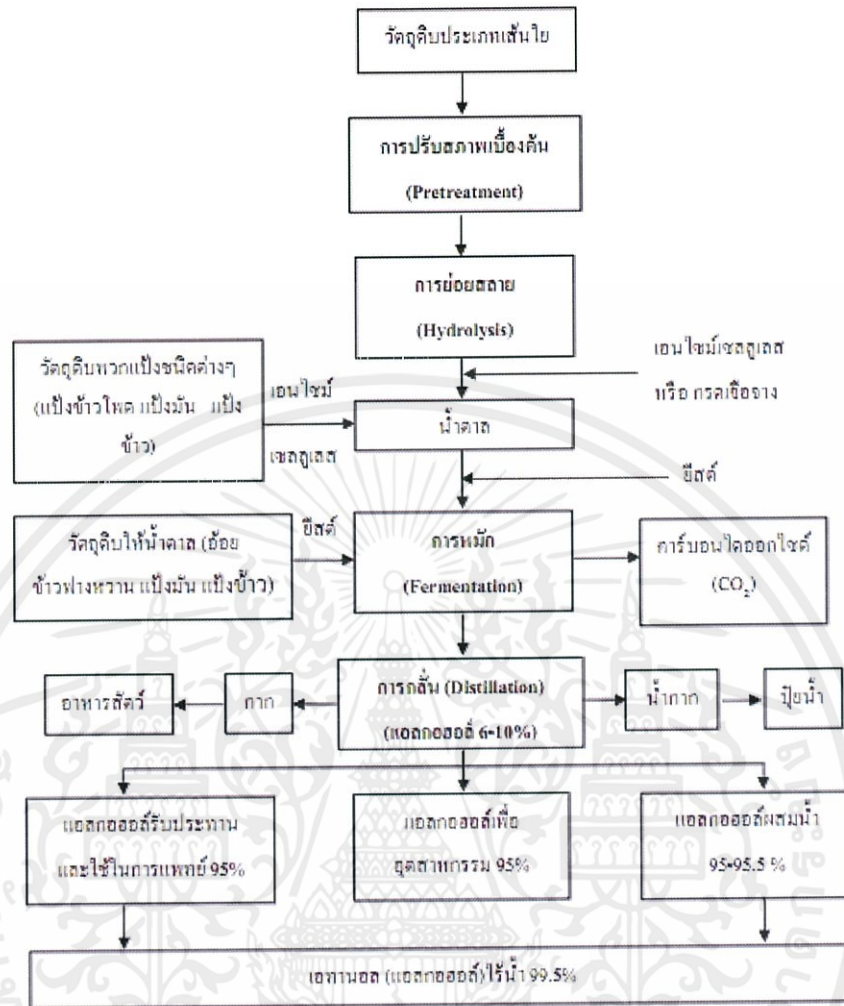 วัตถุดิบประเภทเส้นใย
การปรับสภาพเบื้องต้น
(Pretreatment)
การย่อยสลาย
(Hydrolysis)
เอนไซม์เซลลูเลส
หรือ กรดเจือจาง
วัตถุดิบพวกแป้งชนิดต่างๆ
(แป้งข้าวโพด แป้งมัน แป้ง
ข้าว)
เอนไซม์
เซลลูเลส
น้ำตาล
ยีสต์
วัตถุดิบให้น้ำตาล (อ้อย
ข้าวฟ่างหวาน แป้งมัน แป้งข้าว)
ยีสต์
การหมัก
(Fermentation)
คาร์บอนไดออกไซด์
(CO₂)
อาหารสัตว์
กาก
การกลั่น (Distillation)
(แอลกอฮอล์ 6-10%)
น้ำกาก
ปุ๋ยน้ำ
แอลกอฮอล์รับประทาน
และใช้ในการแพทย์ 95%
แอลกอฮอล์เพื่อ
อุตสาหกรรม 95%
แอลกอฮอล์ผสมน้ำ
95-95.5 %
เอทานอล (แอลกอฮอล์)ไร้น้ำ 99.5%